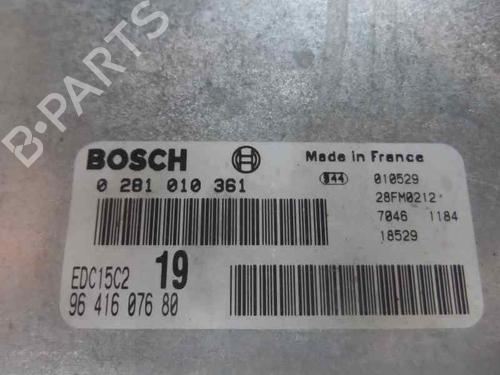 B-PARTS
BOSCH
Made in France
0 281 010 361
344 010529
28FM0212
7046 1184
18529
EDC15C2 19
96 416 076 80